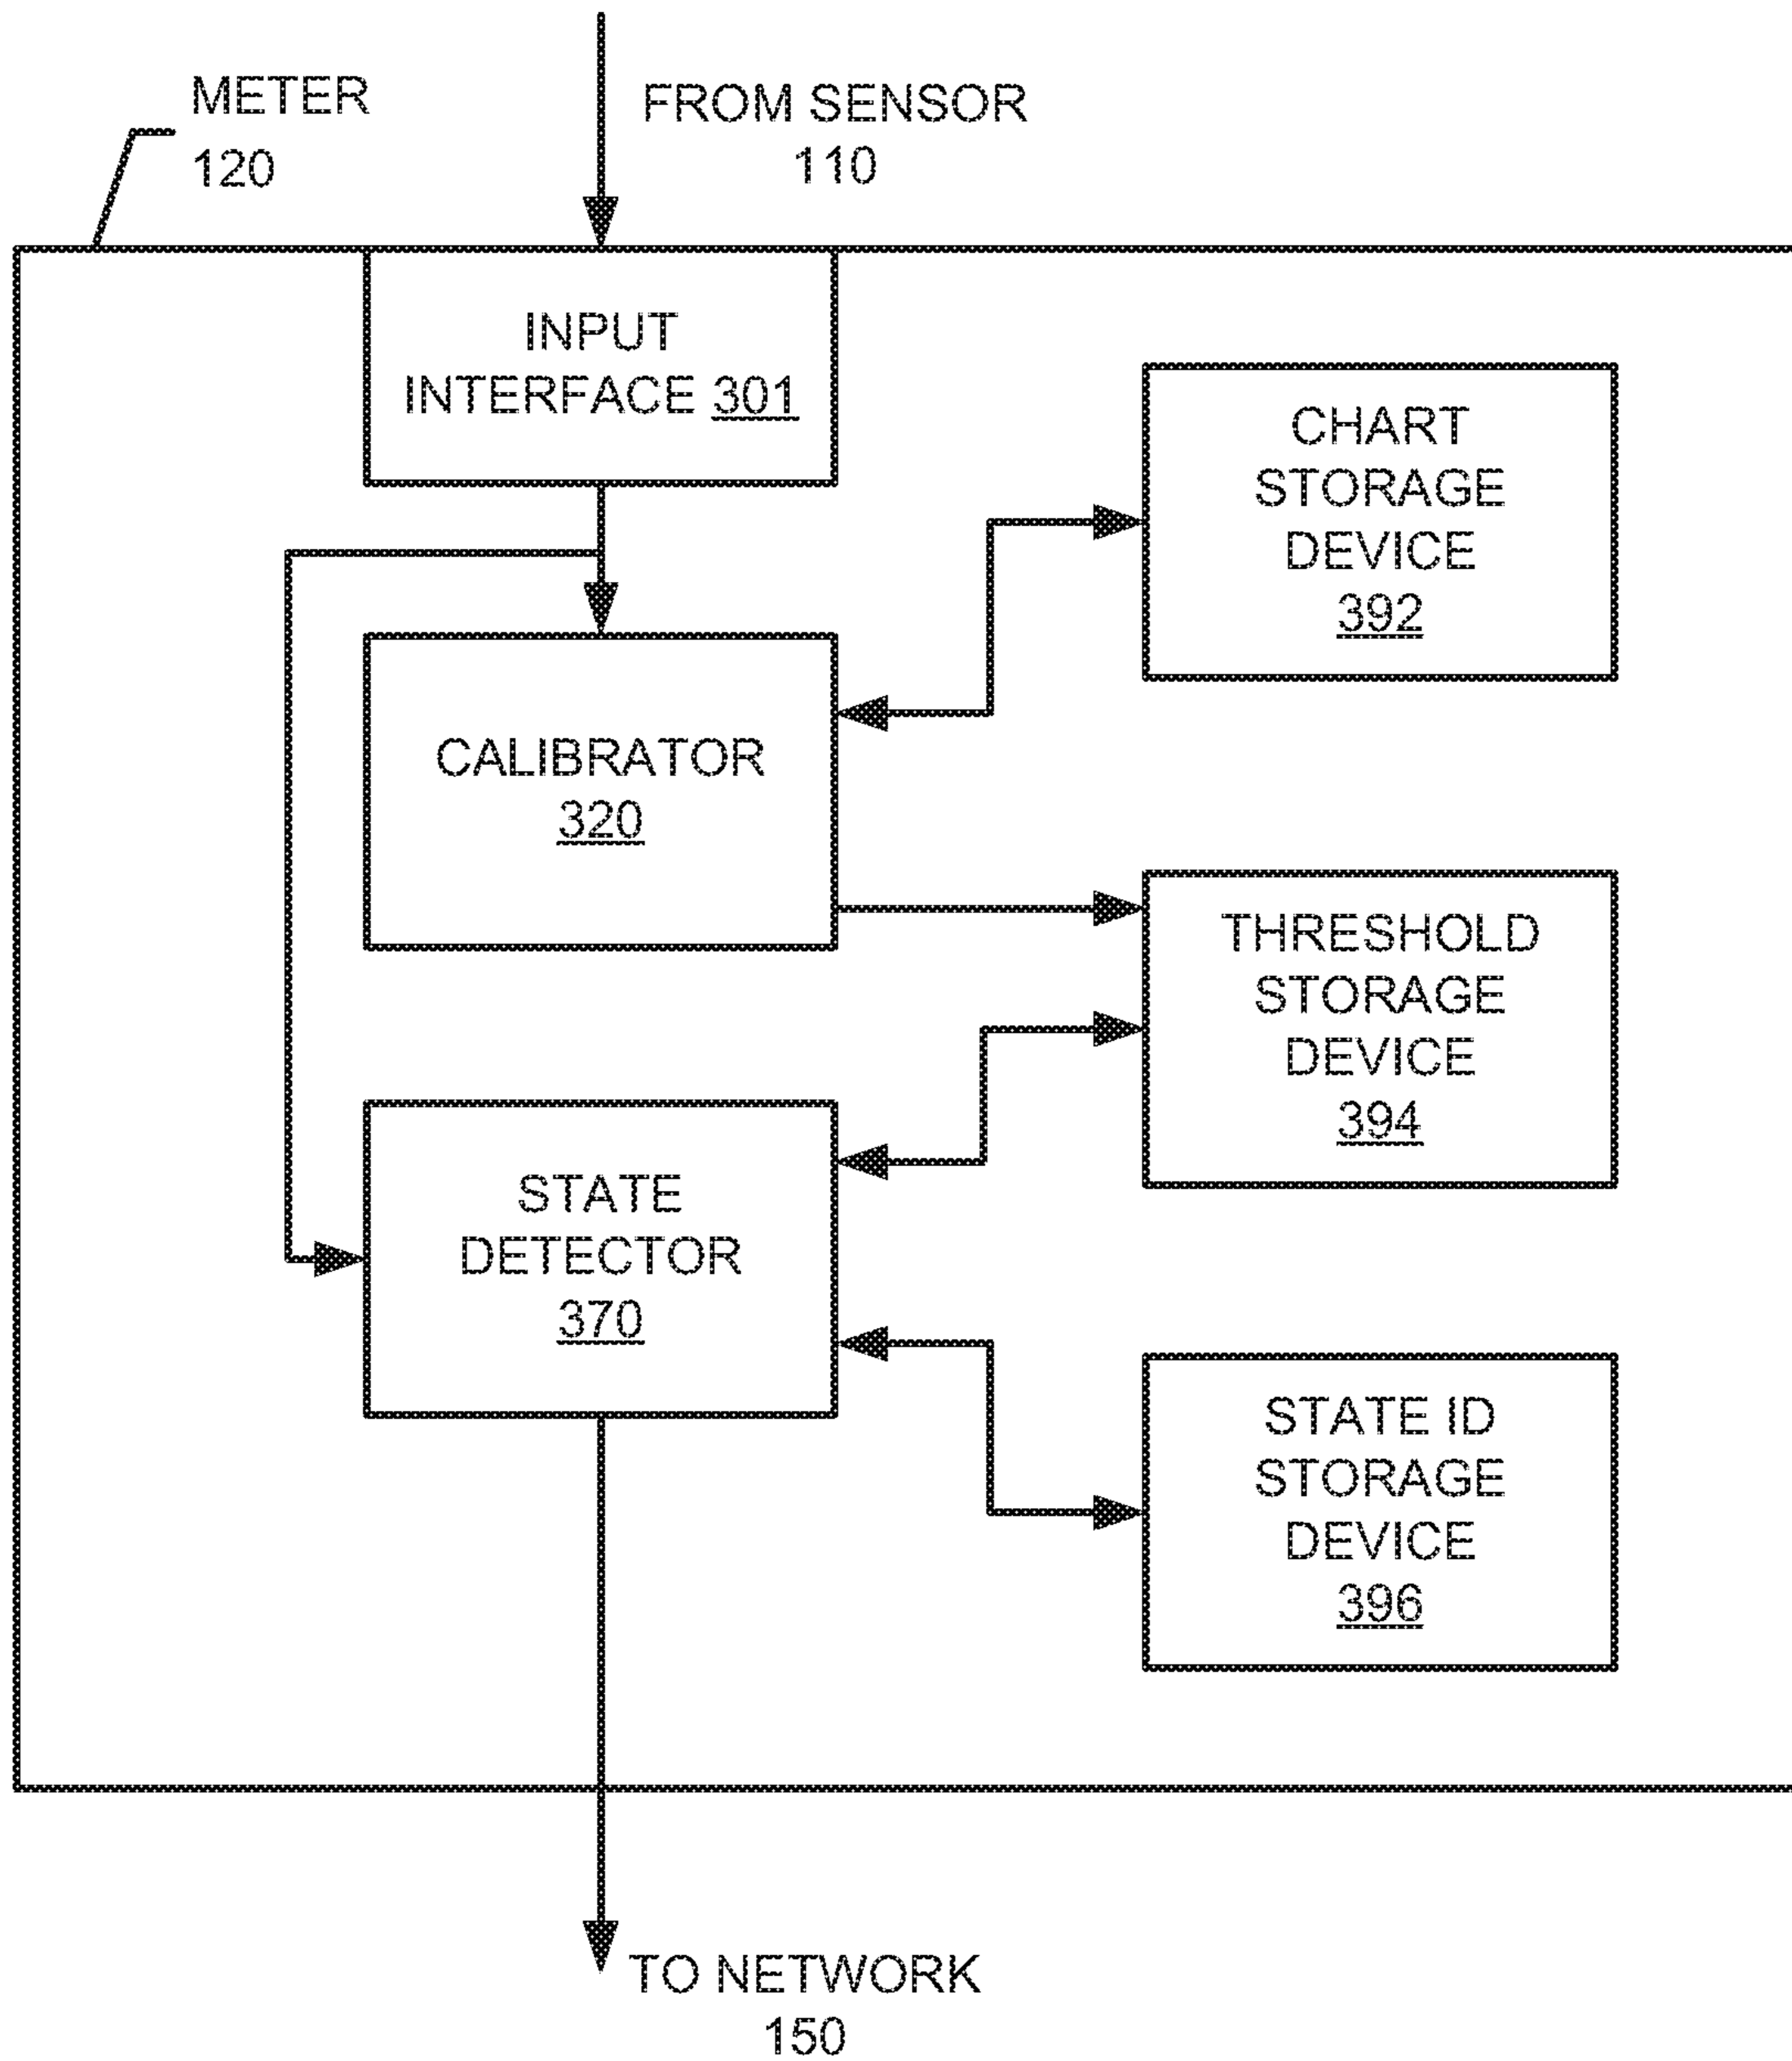 METER
120
FROM SENSOR
110
INPUT
INTERFACE 301
CHART
STORAGE
DEVICE
392
CALIBRATOR
320
THRESHOLD
STORAGE
DEVICE
394
STATE
DETECTOR
370
STATE ID
STORAGE
DEVICE
396
TO NETWORK
150